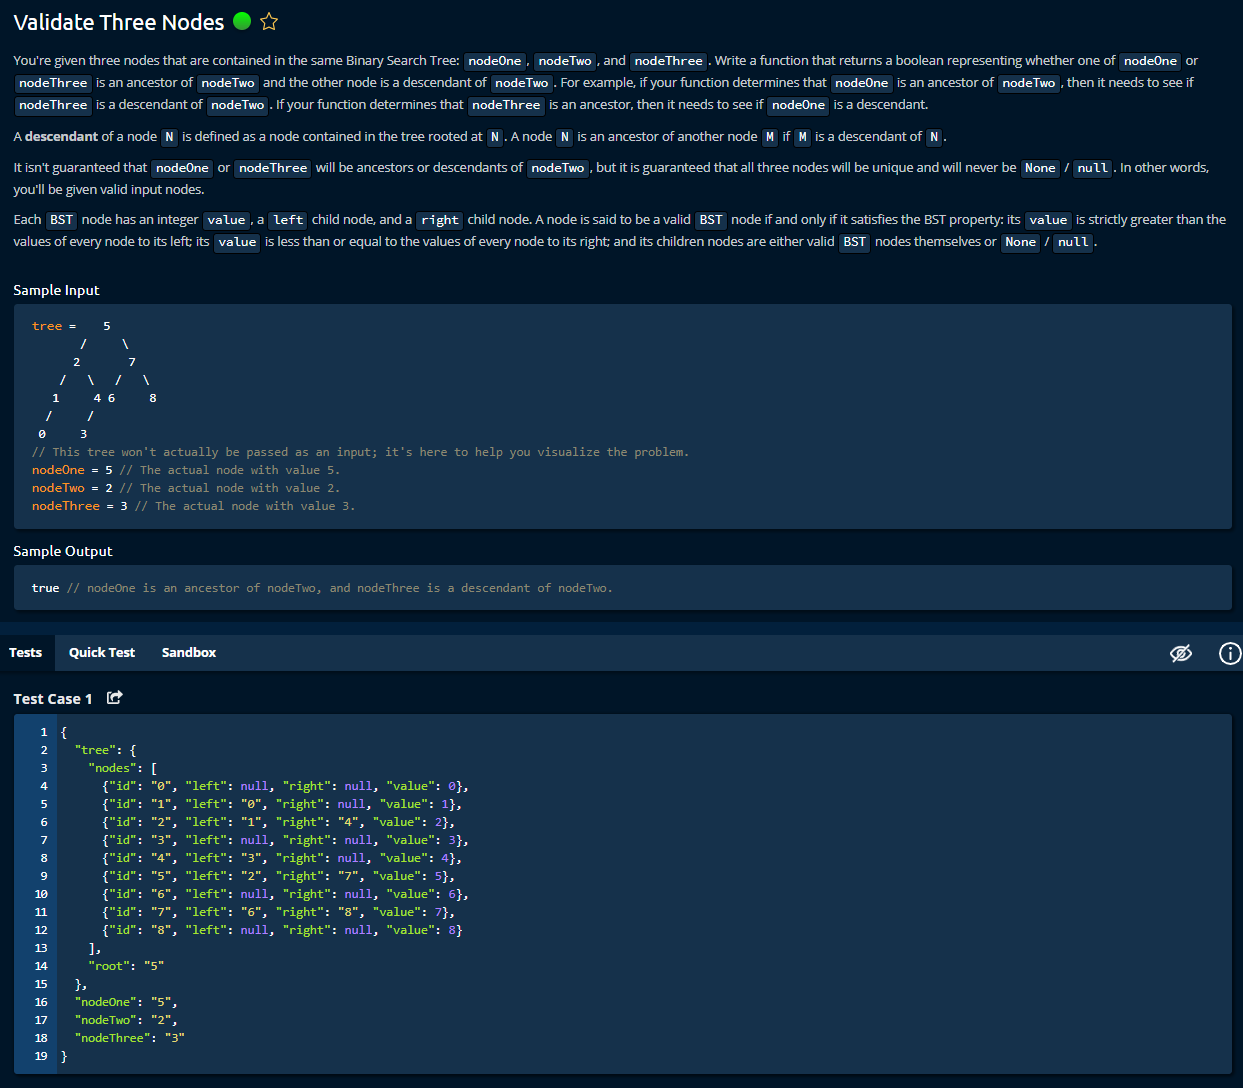 Validate Three Nodes
You're given three nodes that are contained in the same Binary Search Tree: nodeOne , nodeTwo , and nodeThree . Write a function that returns a boolean representing whether one of nodeOne or
nodeThree is an ancestor of nodeTwo and the other node is a descendant of nodeTwo . For example, if your function determines that nodeOne is an ancestor of nodeTwo , then it needs to see if
nodeThree is a descendant of nodeTwo . If your function determines that nodeThree is an ancestor, then it needs to see if nodeOne is a descendant.
A descendant of a node N is defined as a node contained in the tree rooted at N . A node N is an ancestor of another node M if M is a descendant of N .
It isn't guaranteed that nodeOne or nodeThree will be ancestors or descendants of nodeTwo , but it is guaranteed that all three nodes will be unique and will never be None / null . In other words,
you'll be given valid input nodes.
Each BST node has an integer value , a left child node, and a right child node. A node is said to be a valid BST node if and only if it satisfies the BST property: its value is strictly greater than the
values of every node to its left; its value is less than or equal to the values of every node to its right; and its children nodes are either valid BST nodes themselves or None / null .
Sample Input
tree =    5
       /     \
      2       7
    /   \   /   \
   1     4 6     8
  /     /
 0     3
// This tree won't actually be passed as an input; it's here to help you visualize the problem.
nodeOne = 5 // The actual node with value 5.
nodeTwo = 2 // The actual node with value 2.
nodeThree = 3 // The actual node with value 3.
Sample Output
true // nodeOne is an ancestor of nodeTwo, and nodeThree is a descendant of nodeTwo.
Tests Quick Test Sandbox
Test Case 1
1 {
2   "tree": {
3     "nodes": [
4       {"id": "0", "left": null, "right": null, "value": 0},
5       {"id": "1", "left": "0", "right": null, "value": 1},
6       {"id": "2", "left": "1", "right": "4", "value": 2},
7       {"id": "3", "left": null, "right": null, "value": 3},
8       {"id": "4", "left": "3", "right": null, "value": 4},
9       {"id": "5", "left": "2", "right": "7", "value": 5},
10       {"id": "6", "left": null, "right": null, "value": 6},
11       {"id": "7", "left": "6", "right": "8", "value": 7},
12       {"id": "8", "left": null, "right": null, "value": 8}
13     ],
14     "root": "5"
15   },
16   "nodeOne": "5",
17   "nodeTwo": "2",
18   "nodeThree": "3"
19 }